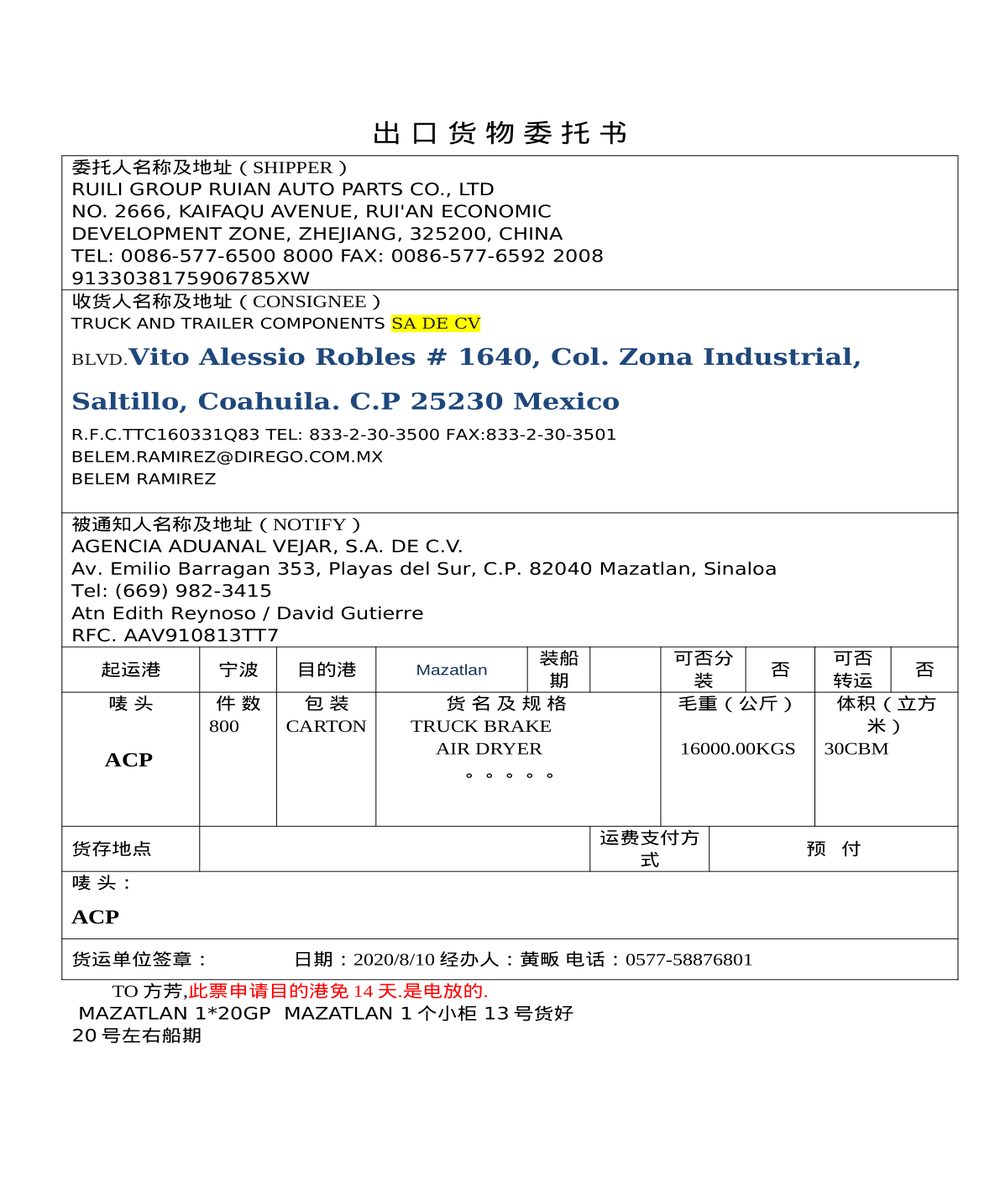 出 口 货 物 委 托 书
委托人名称及地址（SHIPPER）
RUILI GROUP RUIAN AUTO PARTS CO., LTD
NO. 2666, KAIFAQU AVENUE, RUI'AN ECONOMIC
DEVELOPMENT ZONE, ZHEJIANG, 325200, CHINA
TEL: 0086-577-6500 8000 FAX: 0086-577-6592 2008
9133038175906785XW
收货人名称及地址（CONSIGNEE）
TRUCK AND TRAILER COMPONENTS SA DE CV
BLVD.Vito Alessio Robles # 1640, Col. Zona Industrial,
Saltillo, Coahuila. C.P 25230 Mexico
R.F.C.TTC160331Q83 TEL: 833-2-30-3500 FAX:833-2-30-3501
BELEM.RAMIREZ@DIREGO.COM.MX
BELEM RAMIREZ
被通知人名称及地址（NOTIFY）
AGENCIA ADUANAL VEJAR, S.A. DE C.V.
Av. Emilio Barragan 353, Playas del Sur, C.P. 82040 Mazatlan, Sinaloa
Tel: (669) 982-3415
Atn Edith Reynoso / David Gutierre
RFC. AAV910813TT7
起运港
宁波
目的港
Mazatlan
装船
期
可否分
装
否
可否
转运
否
唛 头
ACP
件 数
800
包 装
CARTON
货 名 及 规 格
TRUCK BRAKE
AIR DRYER
。。。。。
毛重（公斤）
16000.00KGS
体积（立方
米）
30CBM
货存地点
运费支付方
式
预 付
唛 头：
ACP
货运单位签章： 日期：2020/8/10 经办人：黄畈 电话：0577-58876801
TO 方芳,此票申请目的港免 14 天.是电放的.
MAZATLAN 1*20GP MAZATLAN 1 个小柜 13 号货好
20 号左右船期